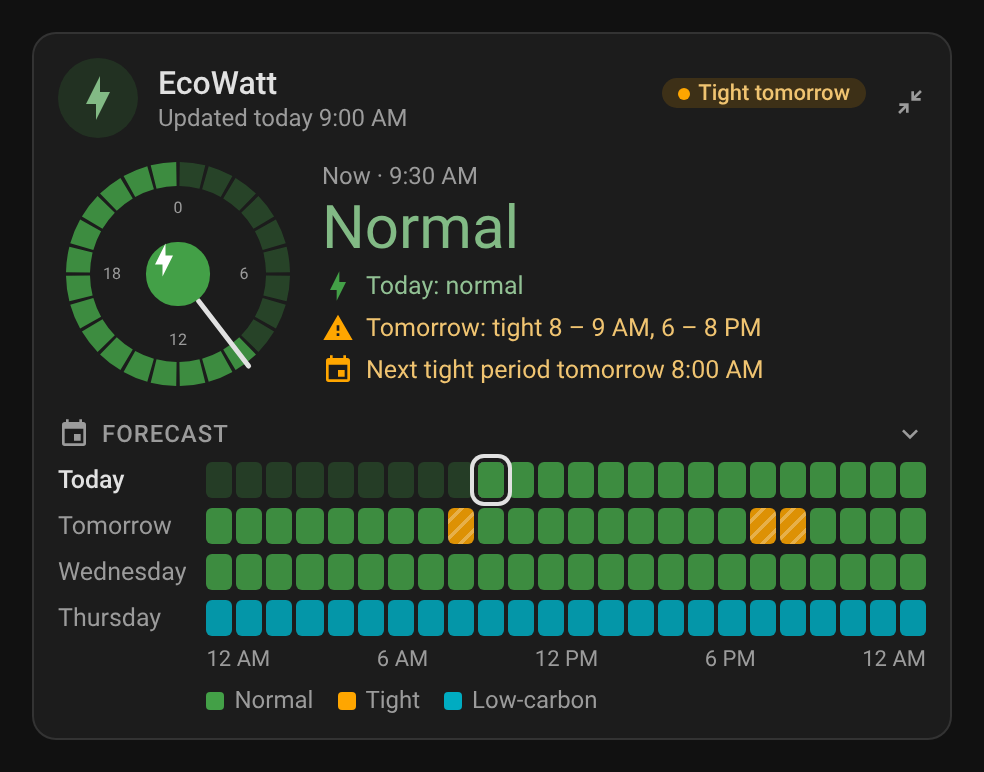 EcoWatt
Updated today 9:00 AM
Tight tomorrow
0
18
6
12
Now · 9:30 AM
Normal
Today: normal
Tomorrow: tight 8 – 9 AM, 6 – 8 PM
Next tight period tomorrow 8:00 AM
FORECAST
Today
Tomorrow
Wednesday
Thursday
12 AM 6 AM 12 PM 6 PM 12 AM
Normal Tight Low-carbon